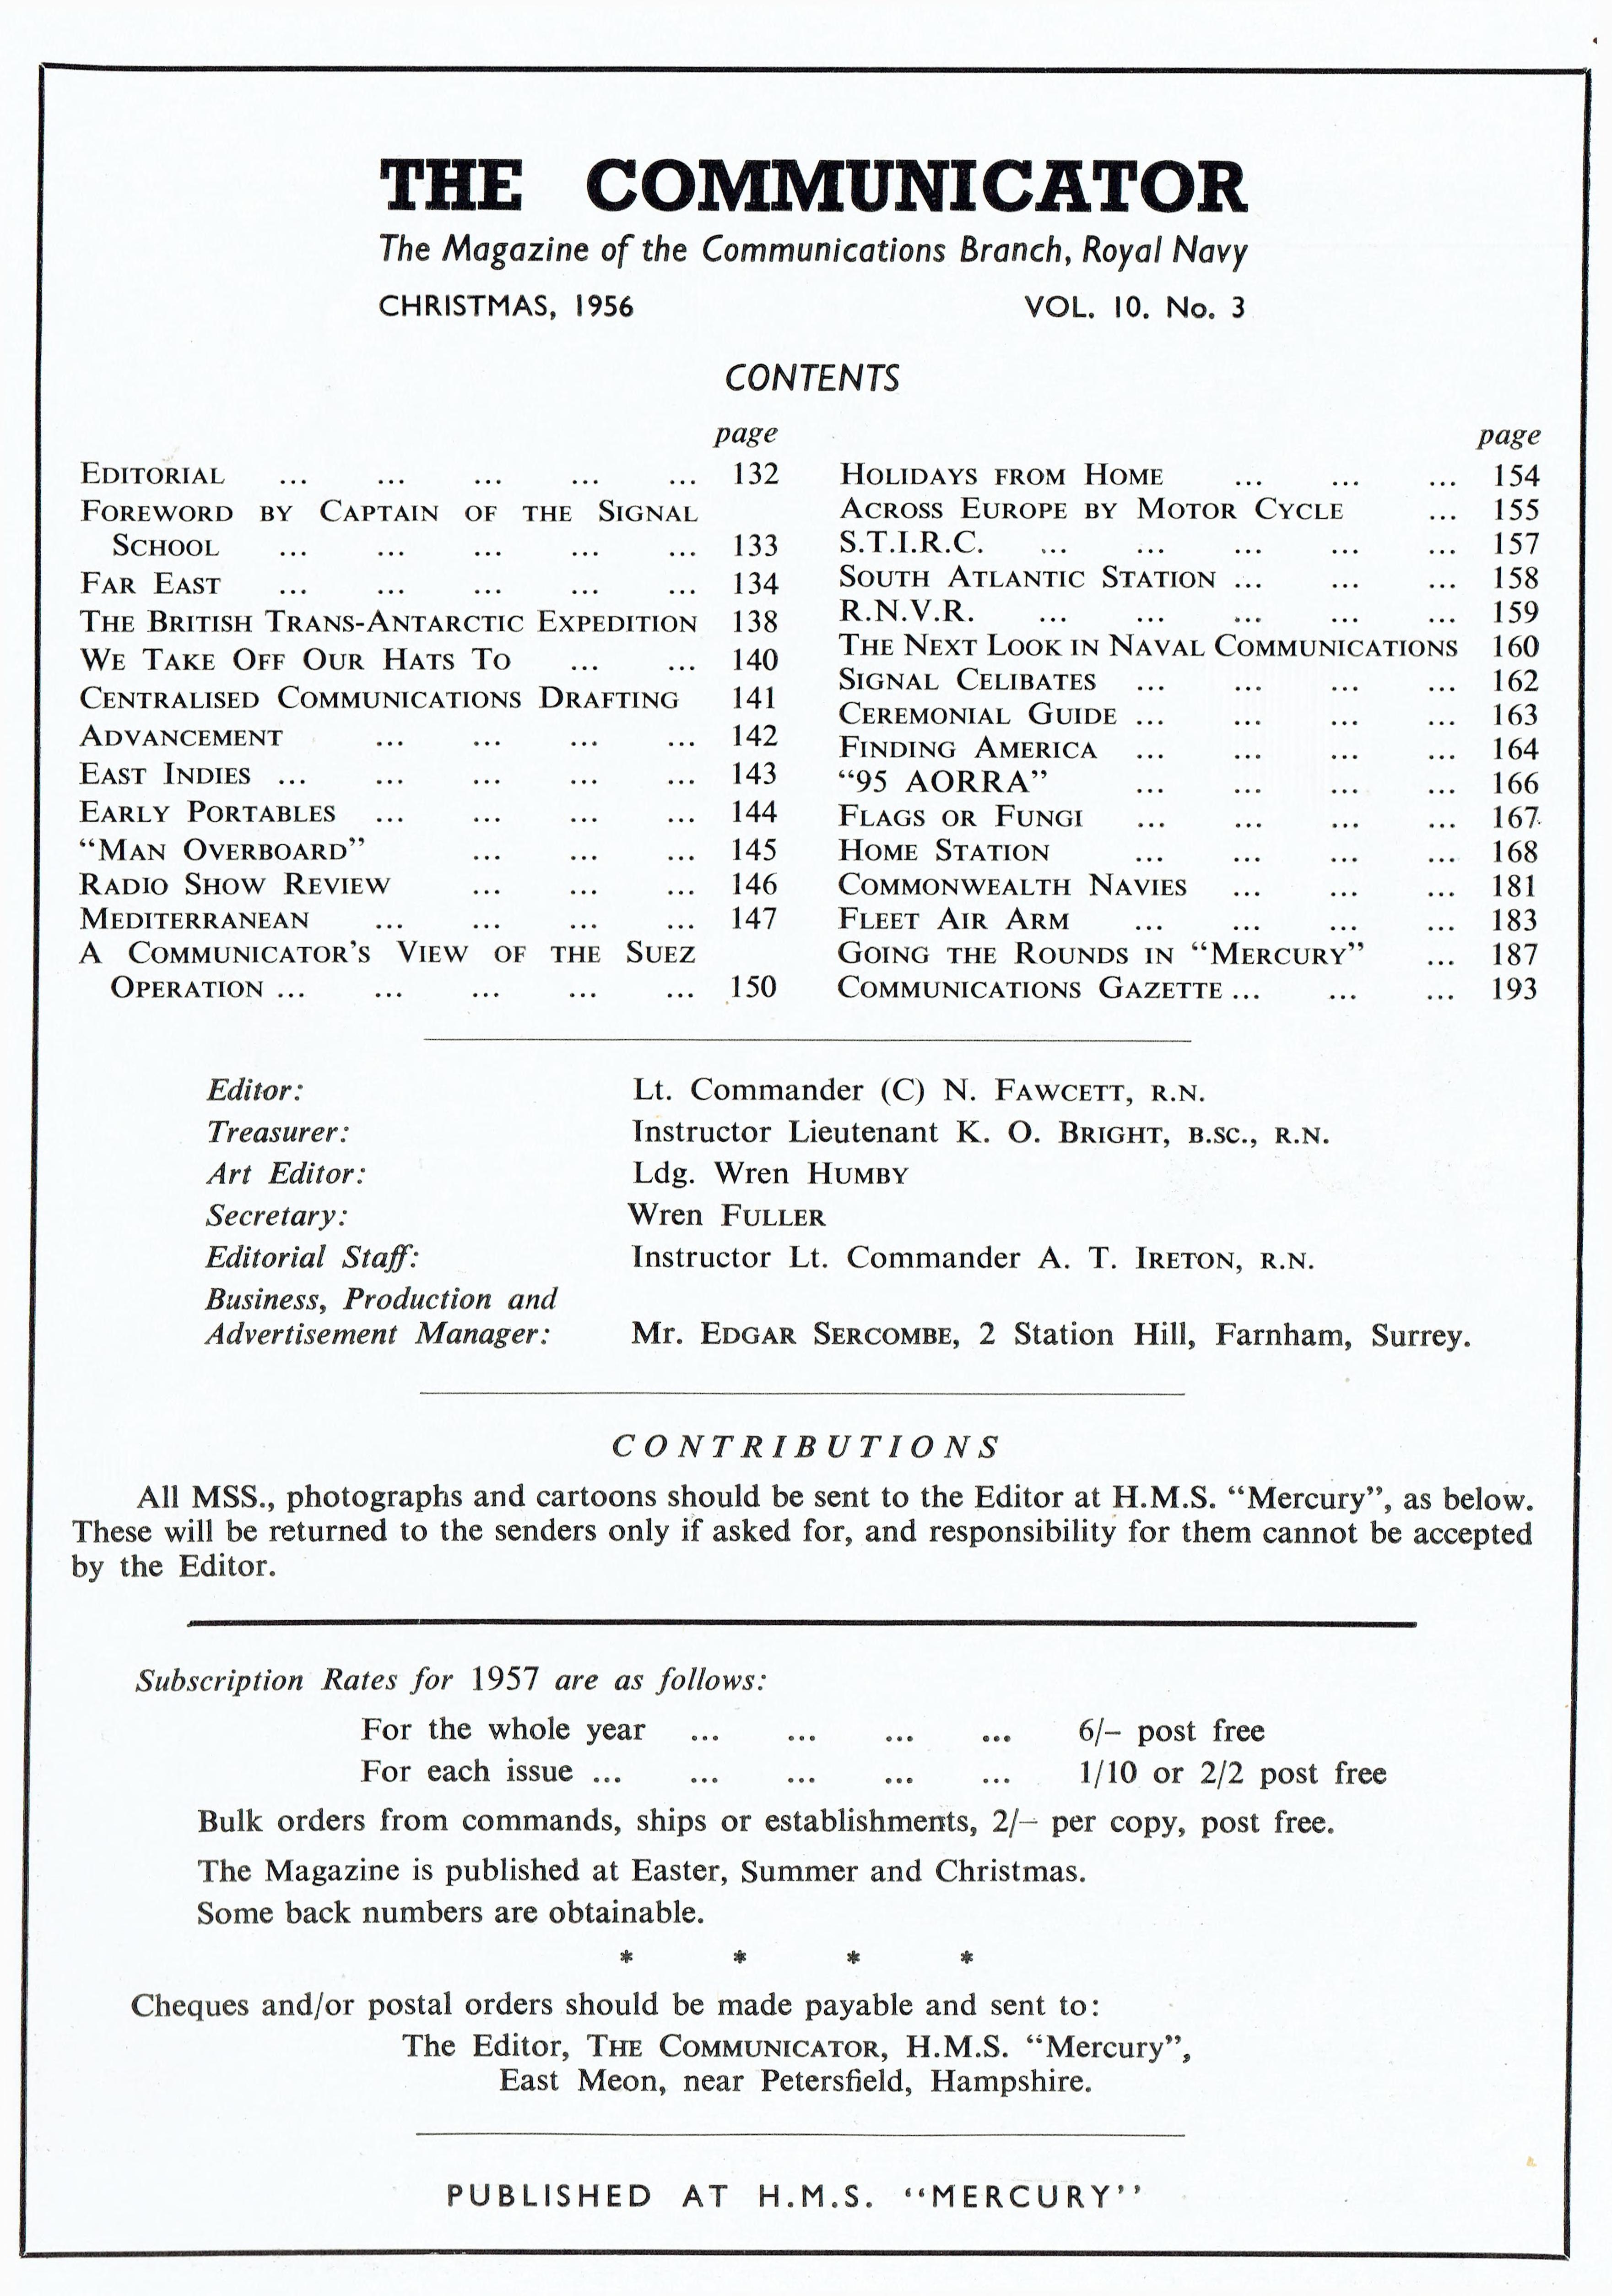 THE COMMUNICATOR
The Magazine of the Communications Branch, Royal Navy
CHRISTMAS, 1956 VOL. 10. No. 3
CONTENTS
page
EDITORIAL ... ... ... ... ... 132
FOREWORD BY CAPTAIN OF THE SIGNAL
SCHOOL ... ... ... ... ... 133
FAR EAST ... ... ... ... ... 134
THE BRITISH TRANS-ANTARCTIC EXPEDITION 138
WE TAKE OFF OUR HATS TO ... ... 140
CENTRALISED COMMUNICATIONS DRAFTING 141
ADVANCEMENT ... ... ... ... 142
EAST INDIES ... ... ... ... ... 143
EARLY PORTABLES ... ... ... ... 144
“MAN OVERBOARD” ... ... ... 145
RADIO SHOW REVIEW ... ... ... 146
MEDITERRANEAN ... ... ... ... 147
A COMMUNICATOR’S VIEW OF THE SUEZ
OPERATION ... ... ... ... ... 150
page
HOLIDAYS FROM HOME ... ... ... 154
ACROSS EUROPE BY MOTOR CYCLE ... 155
S.T.I.R.C. ... ... ... ... ... 157
SOUTH ATLANTIC STATION ... ... ... 158
R.N.V.R. ... ... ... ... ... 159
THE NEXT LOOK IN NAVAL COMMUNICATIONS 160
SIGNAL CELIBATES ... ... ... ... 162
CEREMONIAL GUIDE ... ... ... ... 163
FINDING AMERICA ... ... ... ... 164
“95 AORRA” ... ... ... ... 166
FLAGS OR FUNGI ... ... ... ... 167
HOME STATION ... ... ... ... 168
COMMONWEALTH NAVIES ... ... ... 181
FLEET AIR ARM ... ... ... ... 183
GOING THE ROUNDS IN “MERCURY” ... 187
COMMUNICATIONS GAZETTE ... ... ... 193
Editor: Lt. Commander (C) N. FAWCETT, R.N.
Treasurer: Instructor Lieutenant K. O. BRIGHT, B.SC., R.N.
Art Editor: Ldg. Wren HUMBY
Secretary: Wren FULLER
Editorial Staff: Instructor Lt. Commander A. T. IRETON, R.N.
Business, Production and
Advertisement Manager: Mr. EDGAR SERCOMBE, 2 Station Hill, Farnham, Surrey.
CONTRIBUTIONS
All MSS., photographs and cartoons should be sent to the Editor at H.M.S. “Mercury”, as below.
These will be returned to the senders only if asked for, and responsibility for them cannot be accepted
by the Editor.
Subscription Rates for 1957 are as follows:
For the whole year ... ... ... ... 6/– post free
For each issue ... ... ... ... ... 1/10 or 2/2 post free
Bulk orders from commands, ships or establishments, 2/– per copy, post free.
The Magazine is published at Easter, Summer and Christmas.
Some back numbers are obtainable.
* * * *
Cheques and/or postal orders should be made payable and sent to:
The Editor, THE COMMUNICATOR, H.M.S. “Mercury”,
East Meon, near Petersfield, Hampshire.
PUBLISHED AT H.M.S. “MERCURY”